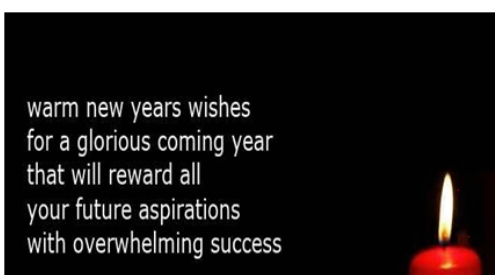 warm new years wishes
for a glorious coming year
that will reward all
your future aspirations
with overwhelming success